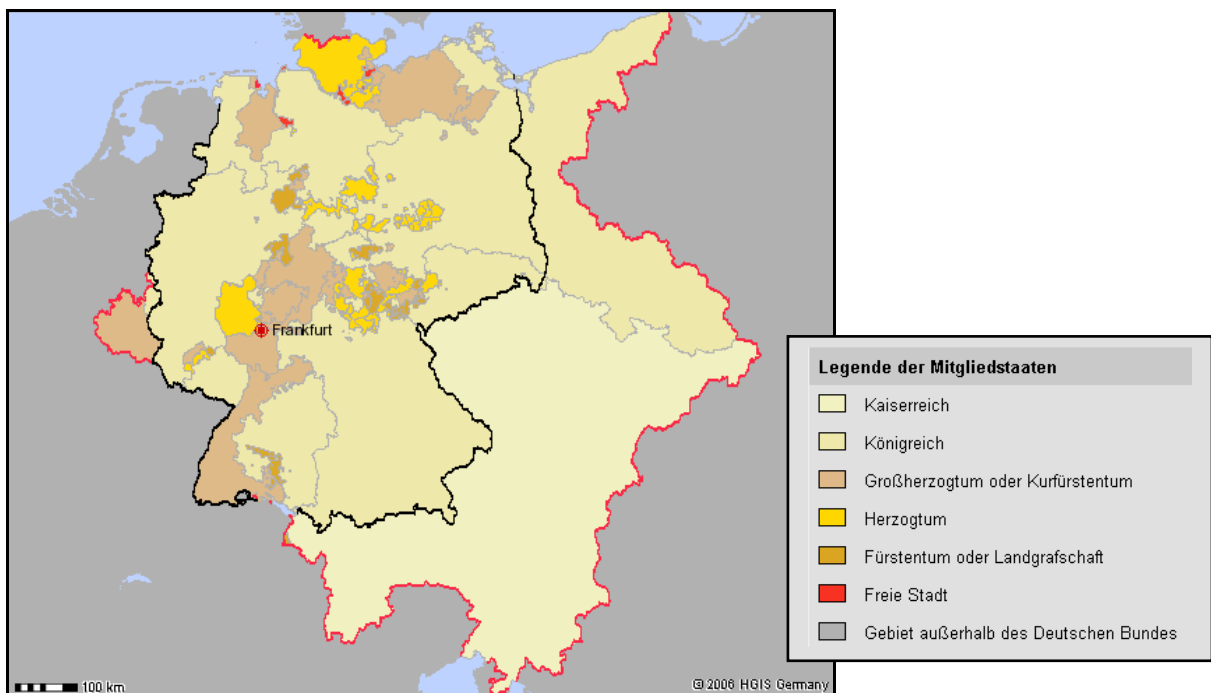 Frankfurt
Legende der Mitgliedstaaten
Kaiserreich
Königreich
Großherzogtum oder Kurfürstentum
Herzogtum
Fürstentum oder Landgrafschaft
Freie Stadt
Gebiet außerhalb des Deutschen Bundes
100 km
© 2006 HGIS Germany